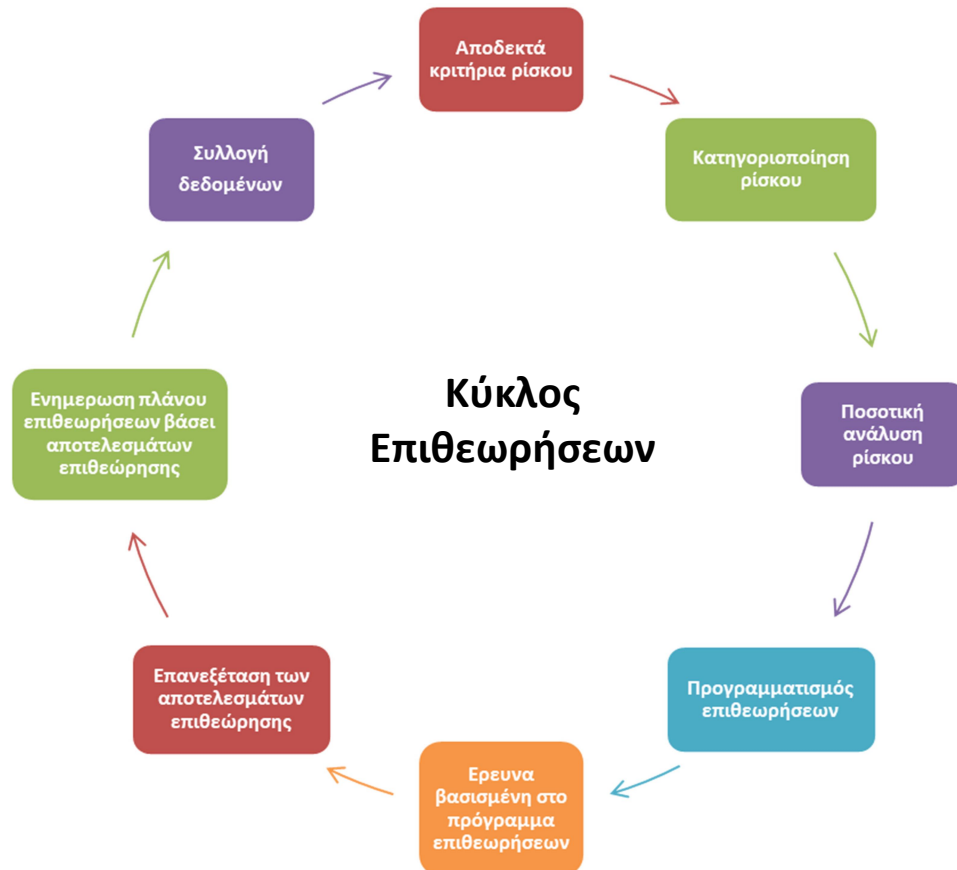 Αποδεκτά
κριτήρια ρίσκου
Κατηγοριοποίηση
ρίσκου
Ποσοτική
ανάλυση
ρίσκου
Προγραμματισμός
επιθεωρήσεων
Ερευνα
βασισμένη στο
πρόγραμμα
επιθεωρήσεων
Επανεξέταση των
αποτελεσμάτων
επιθεώρησης
Ενημερωση πλάνου
επιθεωρήσεων βάσει
αποτελεσμάτων
επιθεώρησης
Συλλογή
δεδομένων
Κύκλος
Επιθεωρήσεων